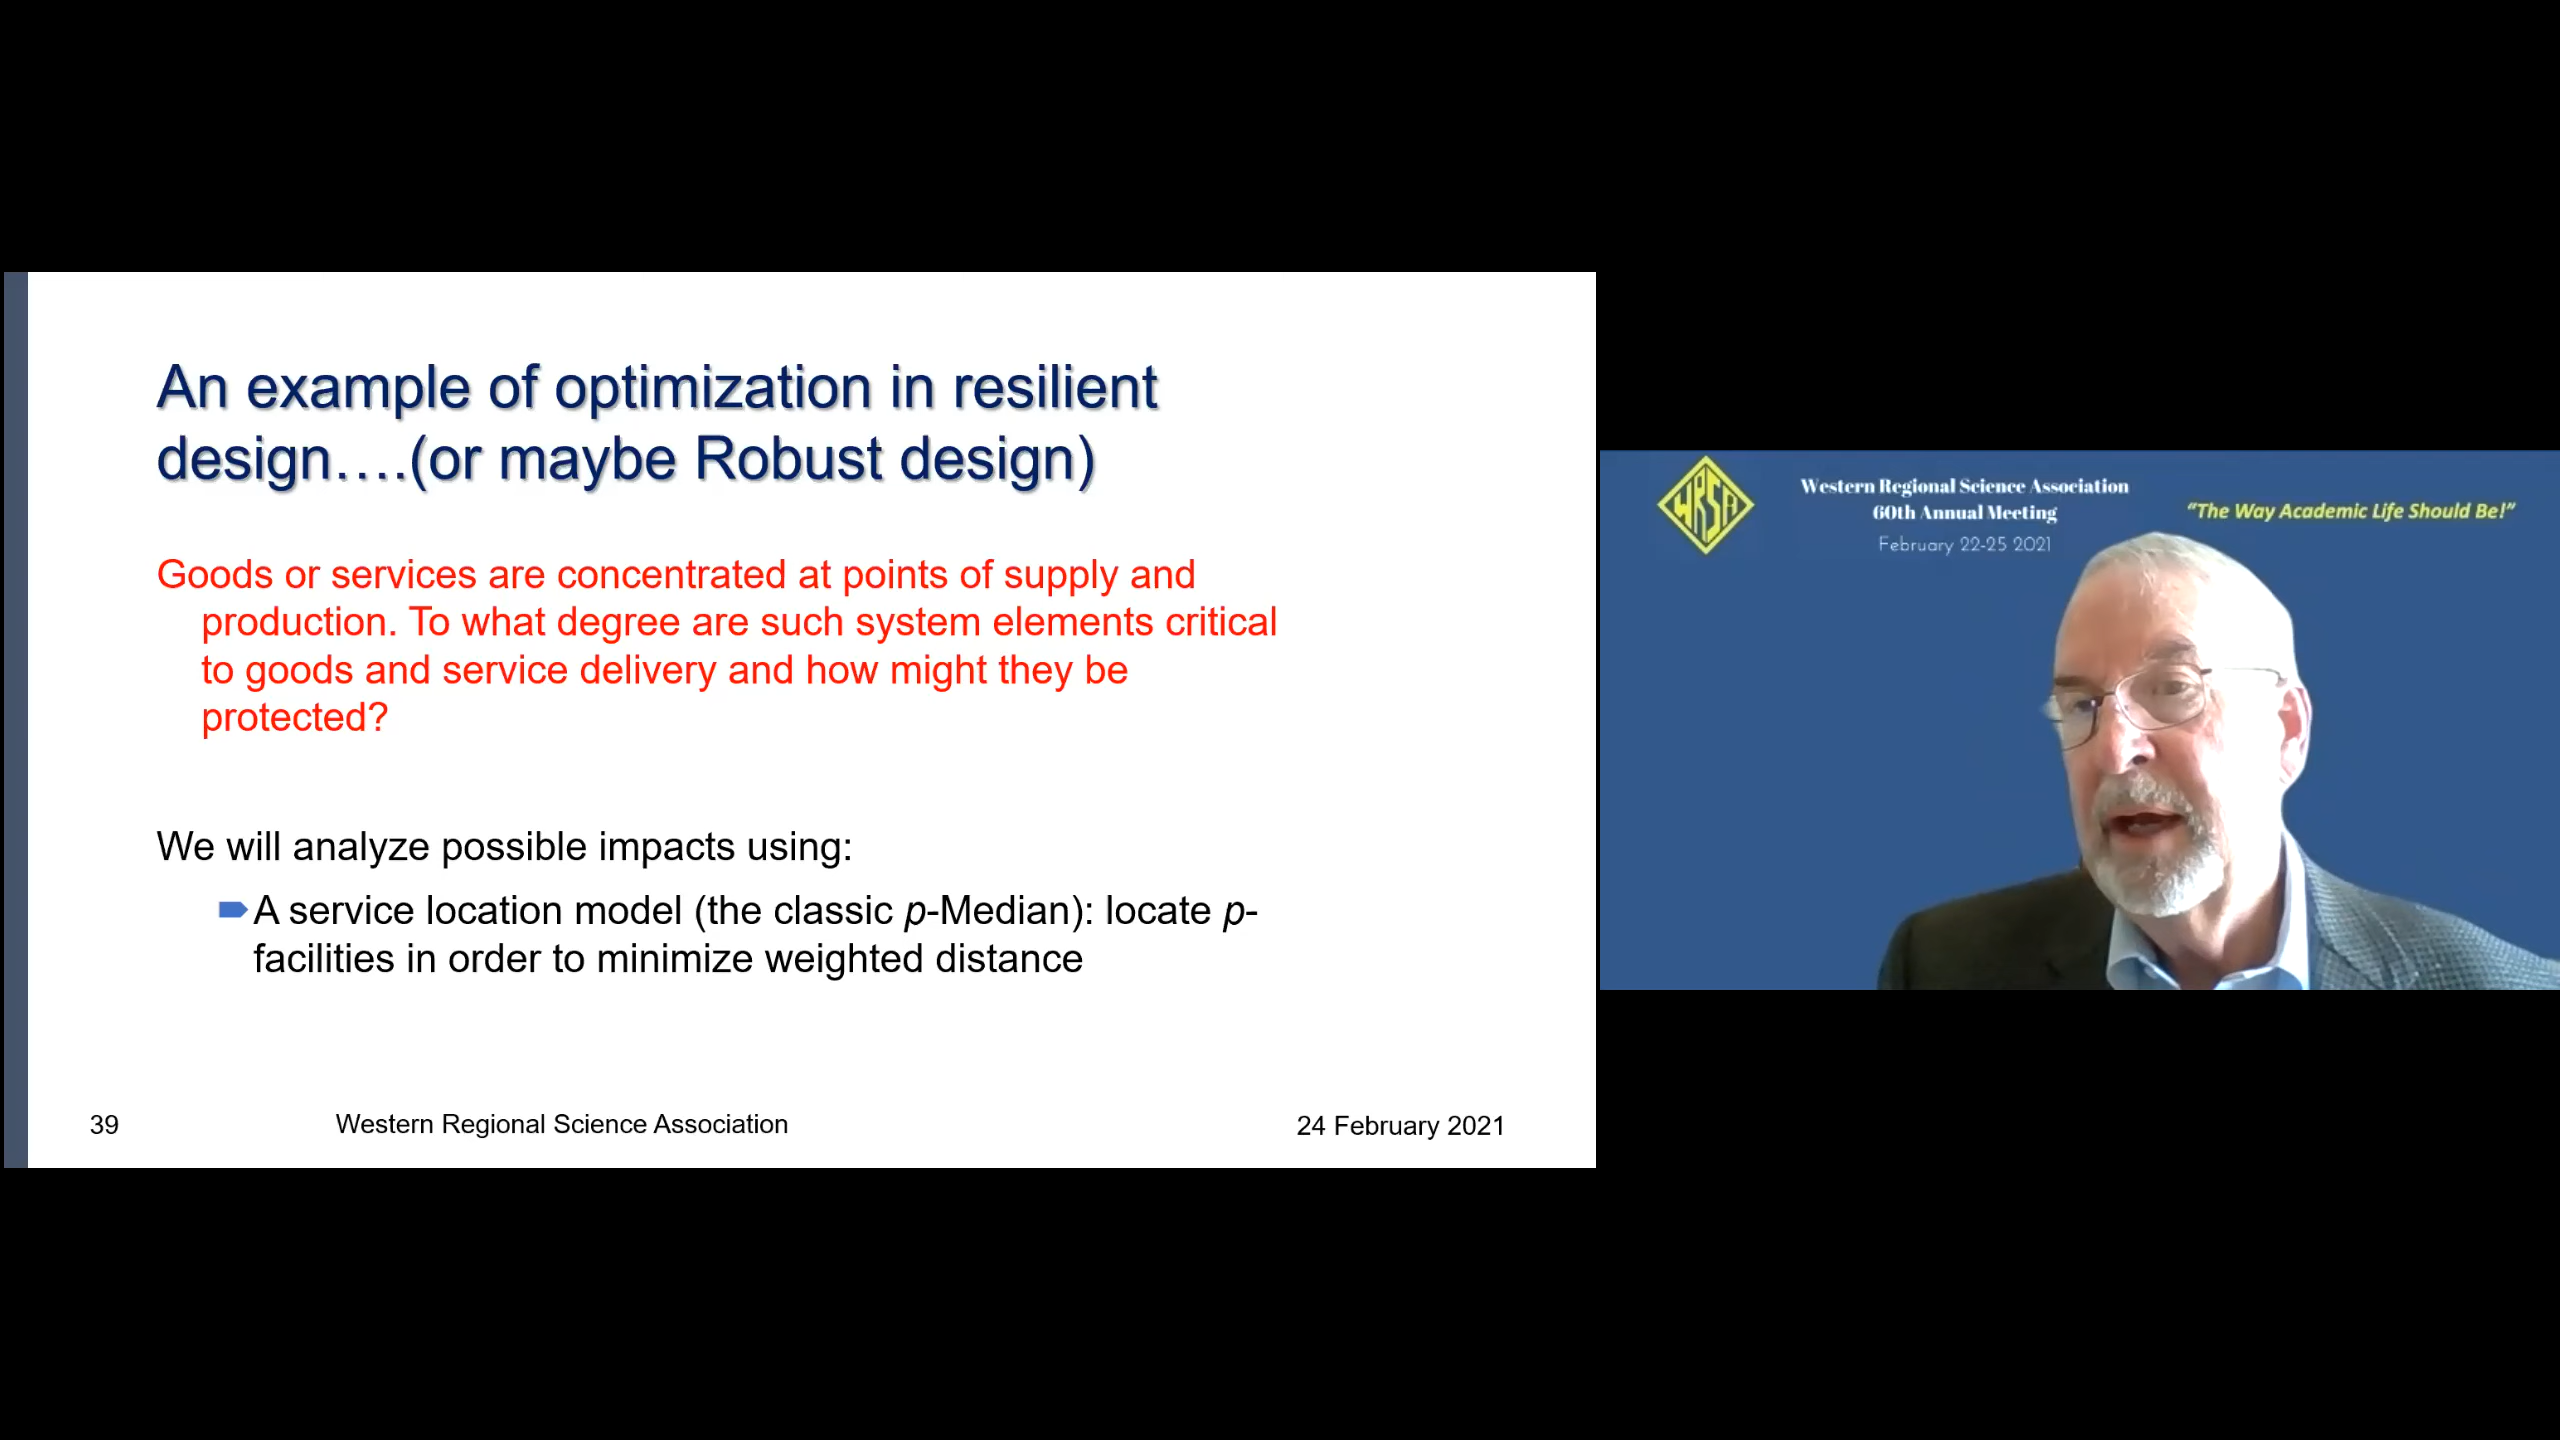 An example of optimization in resilient
design….(or maybe Robust design)
Goods or services are concentrated at points of supply and
production. To what degree are such system elements critical
to goods and service delivery and how might they be
protected?
We will analyze possible impacts using:
A service location model (the classic p-Median): locate p-
facilities in order to minimize weighted distance
39
Western Regional Science Association
24 February 2021
WRSA
Western Regional Science Association
60th Annual Meeting
February 22-25 2021
“The Way Academic Life Should Be!”